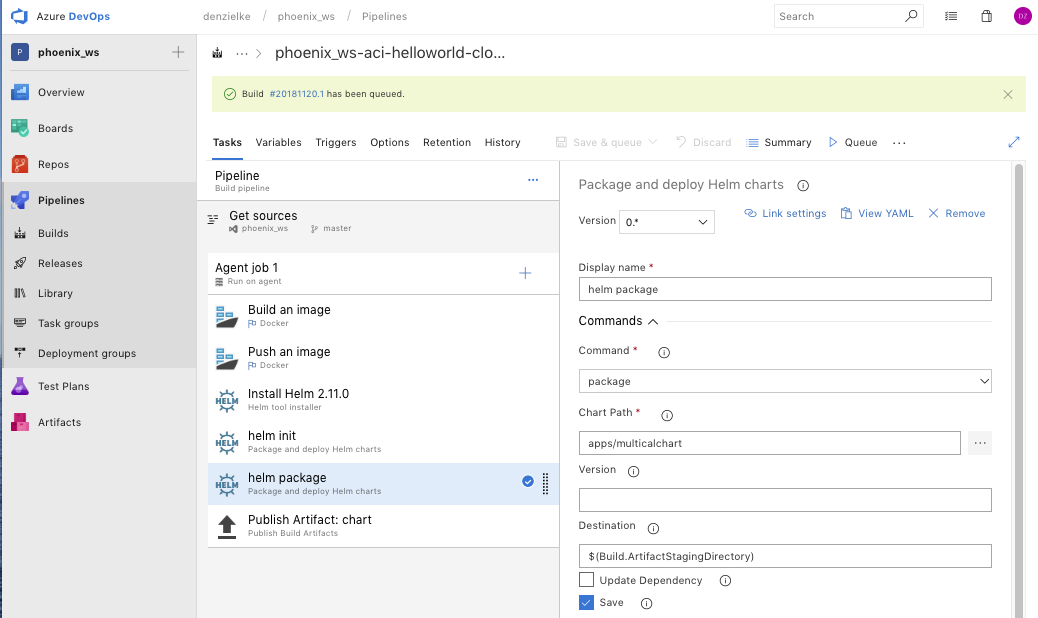 Azure DevOps
denzielke / phoenix_ws / Pipelines
Search
DZ
P phoenix_ws
Overview
Boards
Repos
Pipelines
Builds
Releases
Library
Task groups
Deployment groups
Test Plans
Artifacts
... > phoenix_ws-aci-helloworld-clo...
Build #20181120.1 has been queued.
Tasks Variables Triggers Options Retention History Save & queue Discard Summary Queue ...
Pipeline ...
Build pipeline
Get sources
phoenix_ws master
Agent job 1
Run on agent
Build an image
Docker
Push an image
Docker
HELM Install Helm 2.11.0
Helm tool installer
HELM helm init
Package and deploy Helm charts
HELM helm package
Package and deploy Helm charts
Publish Artifact: chart
Publish Build Artifacts
Package and deploy Helm charts
Version 0.*
Link settings View YAML Remove
Display name *
helm package
Commands
Command *
package
Chart Path *
apps/multicalchart ...
Version
Destination
$(Build.ArtifactStagingDirectory)
Update Dependency
Save